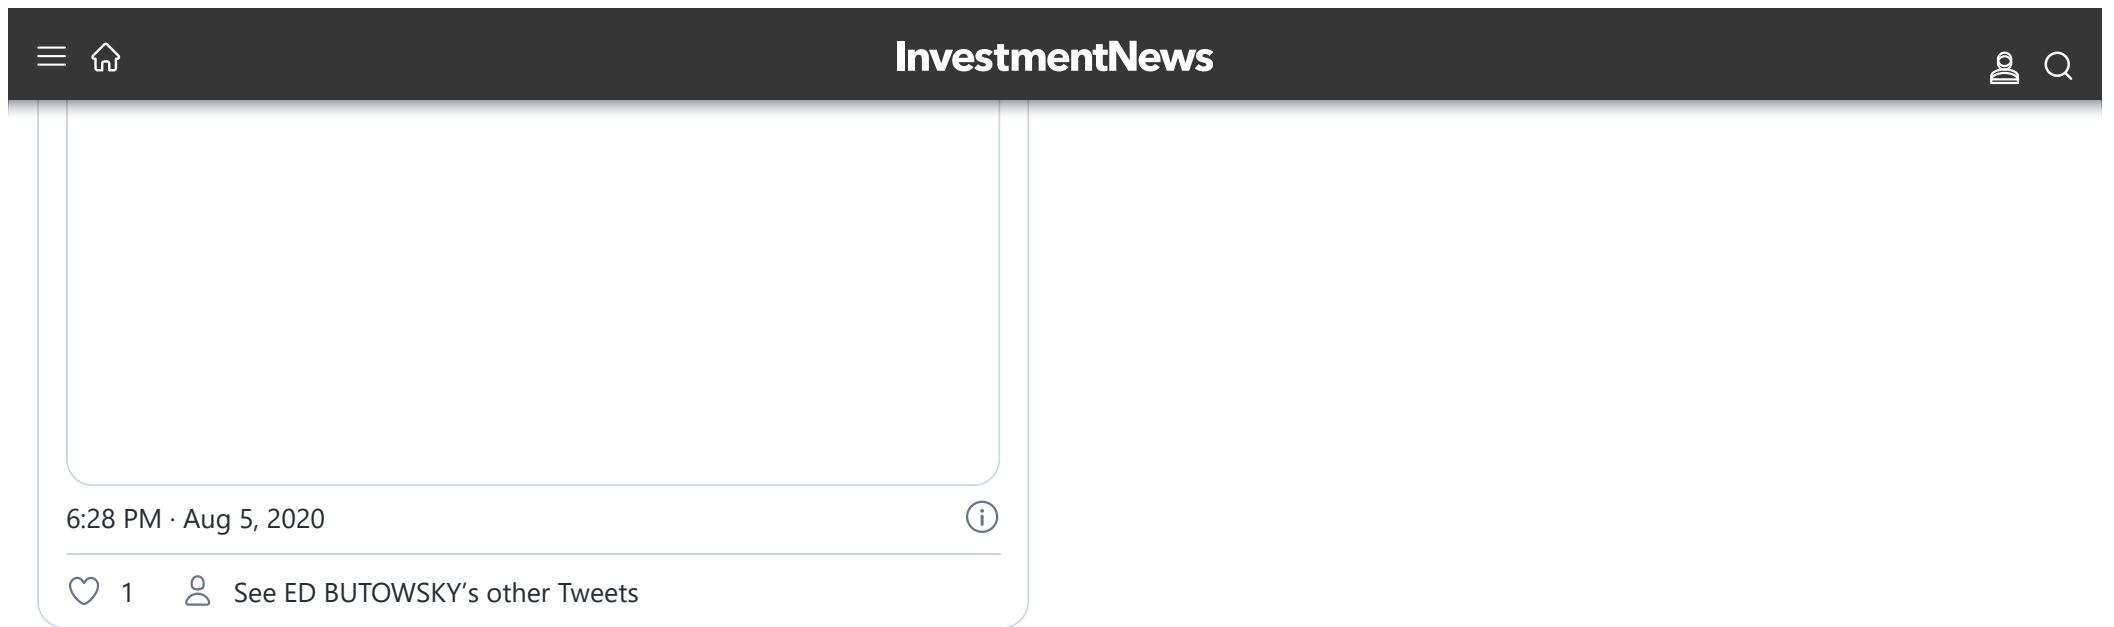 InvestmentNews
6:28 PM · Aug 5, 2020
1 See ED BUTOWSKY's other Tweets